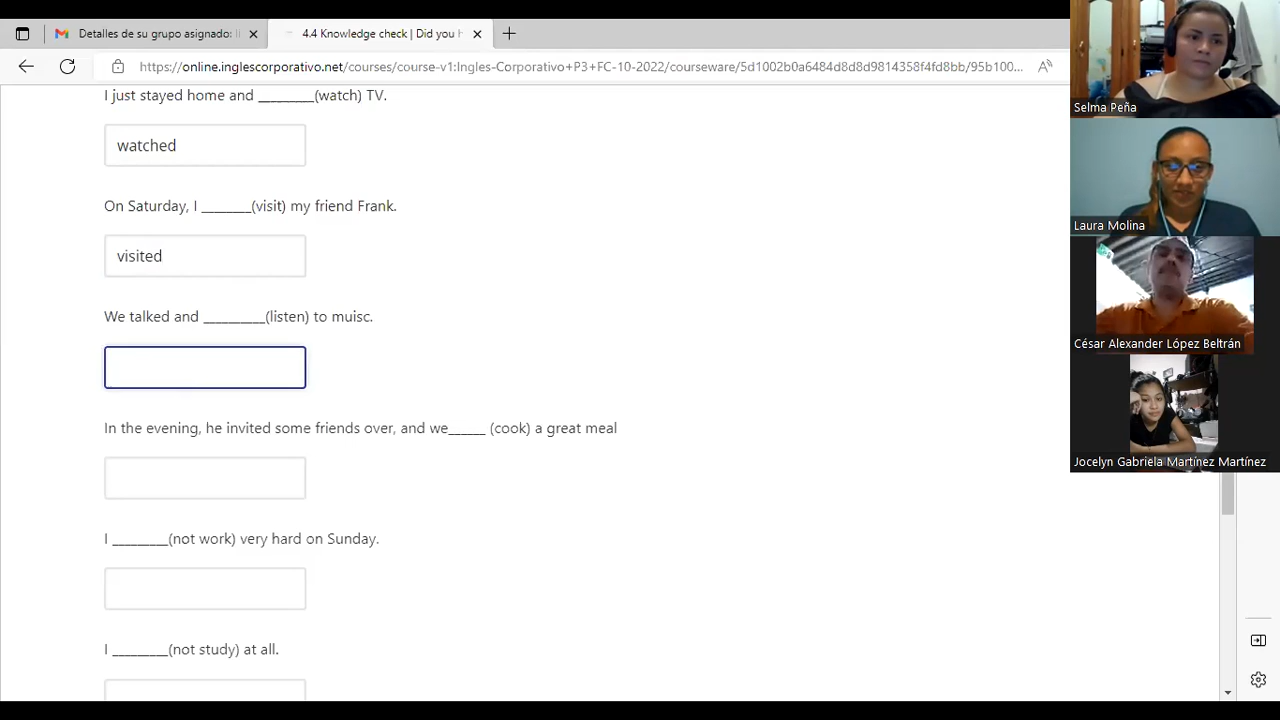 Detalles de su grupo asignado: li
4.4 Knowledge check | Did you h
https://online.inglescorporativo.net/courses/course-v1:Ingles-Corporativo+P3+FC-10-2022/courseware/5d1002b0a6484d8d8d9814358f4fd8bb/95b100...
I just stayed home and _________(watch) TV.
watched
On Saturday, I _______(visit) my friend Frank.
visited
We talked and _________(listen) to muisc.
In the evening, he invited some friends over, and we_____ (cook) a great meal
I ________(not work) very hard on Sunday.
I ________(not study) at all.
Selma Peña
Laura Molina
César Alexander López Beltrán
Jocelyn Gabriela Martínez Martínez